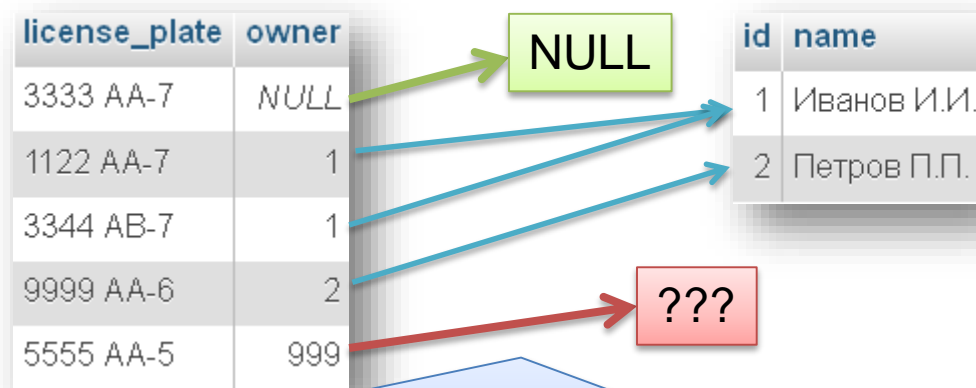 license_plate owner
3333 AA-7 NULL
1122 AA-7 1
3344 AB-7 1
9999 AA-6 2
5555 AA-5 999
NULL
???
id name
1 Иванов И.И.
2 Петров П.П.